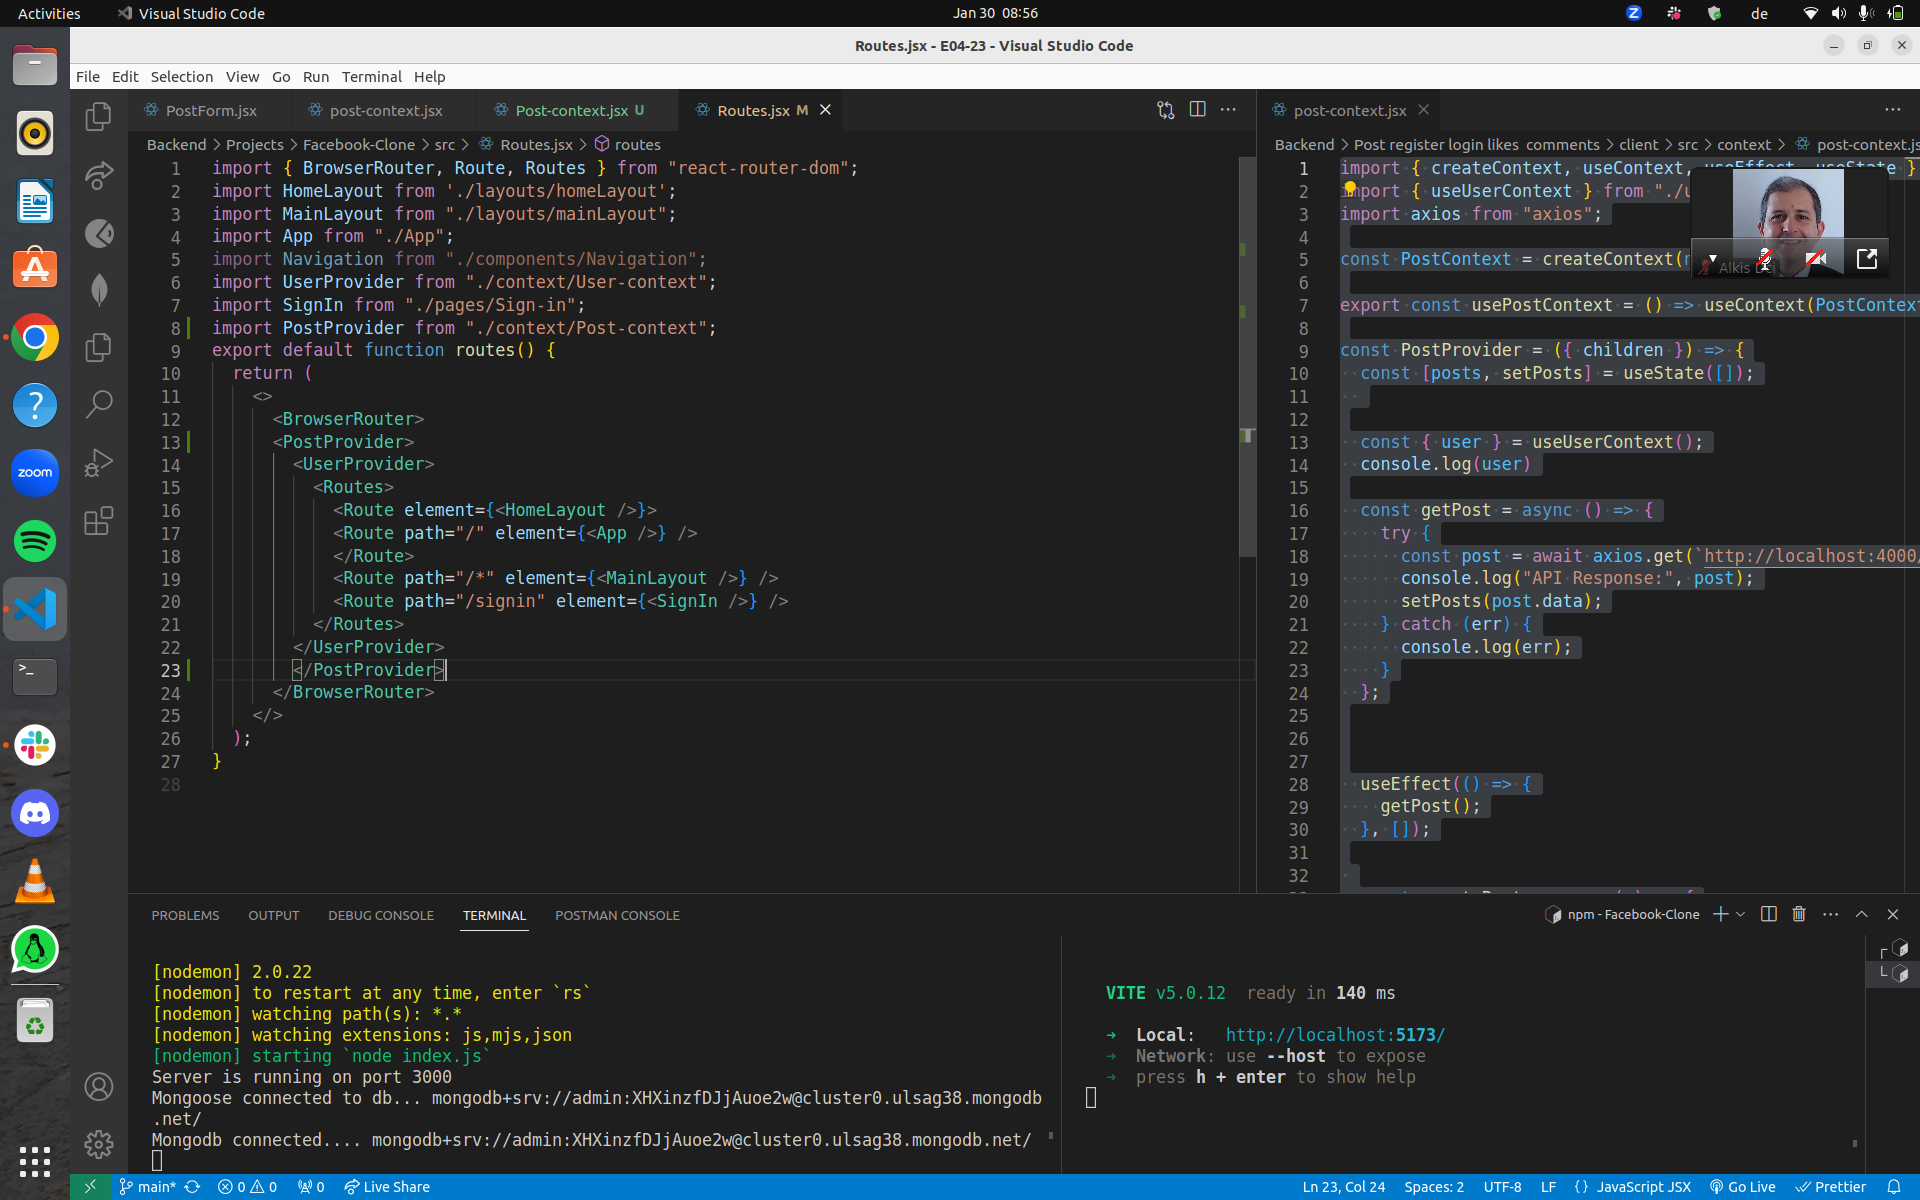 Activities
Visual Studio Code
Jan 30 08:56
de
Routes.jsx - E04-23 - Visual Studio Code
File Edit Selection View Go Run Terminal Help
PostForm.jsx
post-context.jsx
Post-context.jsx U
Routes.jsx M
Backend > Projects > Facebook-Clone > src > Routes.jsx > routes
1 import { BrowserRouter, Route, Routes } from "react-router-dom";
2 import HomeLayout from './layouts/homeLayout';
3 import MainLayout from "./layouts/mainLayout";
4 import App from "./App";
5 import Navigation from "./components/Navigation";
6 import UserProvider from "./context/User-context";
7 import SignIn from "./pages/Sign-in";
8 import PostProvider from "./context/Post-context";
9 export default function routes() {
10 return (
11 <>
12 <BrowserRouter>
13 <PostProvider>
14 <UserProvider>
15 <Routes>
16 <Route element={<HomeLayout />}>
17 <Route path="/" element={<App />} />
18 </Route>
19 <Route path="/*" element={<MainLayout />} />
20 <Route path="/signin" element={<SignIn />} />
21 </Routes>
22 </UserProvider>
23 </PostProvider>
24 </BrowserRouter>
25 </>
26 );
27 }
28
post-context.jsx
Backend > Post register login likes comments > client > src > context > post-context.js
1 import { createContext, useContext, useEffect, useState }
2 import { useUserContext } from "./u
3 import axios from "axios";
4
5 const PostContext = createContext(
6
7 export const usePostContext = () => useContext(PostContext
8
9 const PostProvider = ({ children }) => {
10 const [posts, setPosts] = useState([]);
11
12
13 const { user } = useUserContext();
14 console.log(user)
15
16 const getPost = async () => {
17 try {
18 const post = await axios.get(`http://localhost:4000/
19 console.log("API Response:", post);
20 setPosts(post.data);
21 } catch (err) {
22 console.log(err);
23 }
24 };
25
26
27
28 useEffect(() => {
29 getPost();
30 }, []);
31
32
Alkis
PROBLEMS OUTPUT DEBUG CONSOLE TERMINAL POSTMAN CONSOLE
npm - Facebook-Clone
[nodemon] 2.0.22
[nodemon] to restart at any time, enter `rs`
[nodemon] watching path(s): *.*
[nodemon] watching extensions: js,mjs,json
[nodemon] starting `node index.js`
Server is running on port 3000
Mongoose connected to db... mongodb+srv://admin:XHXinzfDJjAuoe2w@cluster0.ulsag38.mongodb
.net/
Mongodb connected.... mongodb+srv://admin:XHXinzfDJjAuoe2w@cluster0.ulsag38.mongodb.net/
VITE v5.0.12 ready in 140 ms
➜ Local: http://localhost:5173/
➜ Network: use --host to expose
➜ press h + enter to show help
zoom
main*
0 0
0
Live Share
Ln 23, Col 24
Spaces: 2
UTF-8
LF
{} JavaScript JSX
Go Live
Prettier